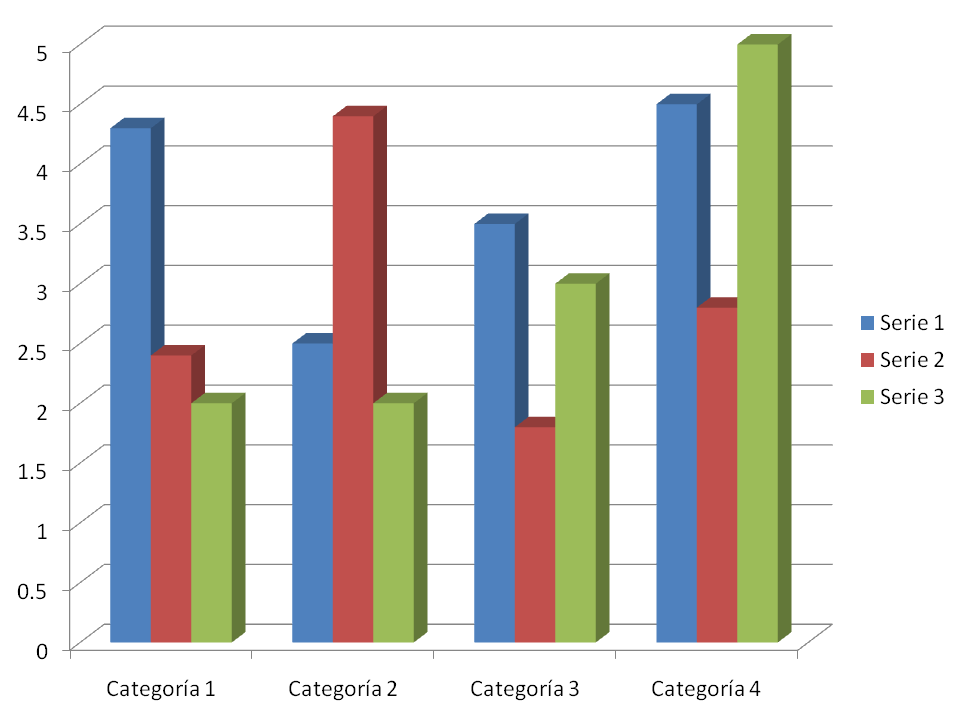 5
4.5
4
3.5
3
2.5
2
1.5
1
0.5
0
Categoría 1 Categoría 2 Categoría 3 Categoría 4
Serie 1
Serie 2
Serie 3